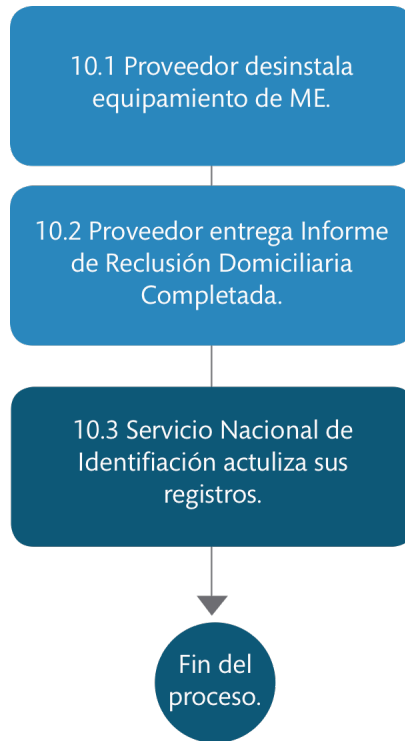 10.1 Proveedor desinstala
equipamiento de ME.
10.2 Proveedor entrega Informe
de Reclusión Domiciliaria
Completada.
10.3 Servicio Nacional de
Identifiación actuliza sus
registros.
Fin del
proceso.